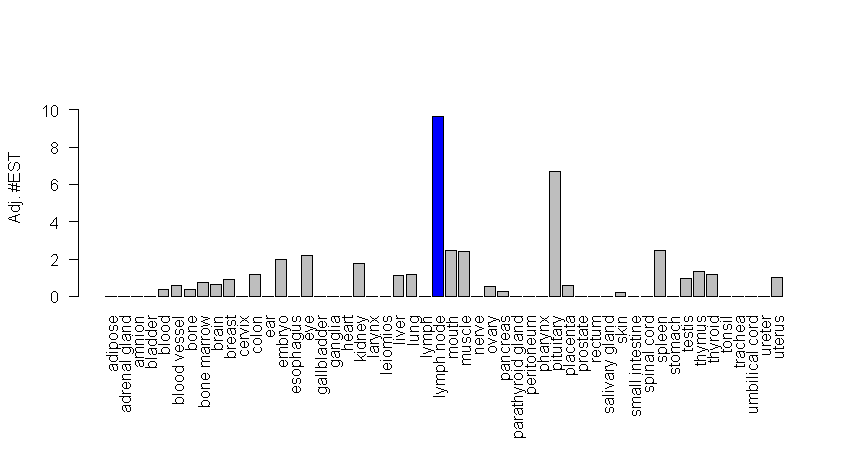 10
8
6
4
2
0
Adj. #EST
adipose
adrenal gland
amnion
bladder
blood
blood vessel
bone
bone marrow
brain
breast
cervix
colon
ear
embryo
esophagus
eye
gallbladder
ganglia
heart
kidney
larynx
leiomios
liver
lung
lymph
lymph node
mouth
muscle
nerve
ovary
pancreas
parathyroid gland
peritoneum
pharynx
pituitary
placenta
prostate
rectum
salivary gland
skin
small intestine
spinal cord
spleen
stomach
testis
thymus
thyroid
tonsil
trachea
umbilical cord
ureter
uterus